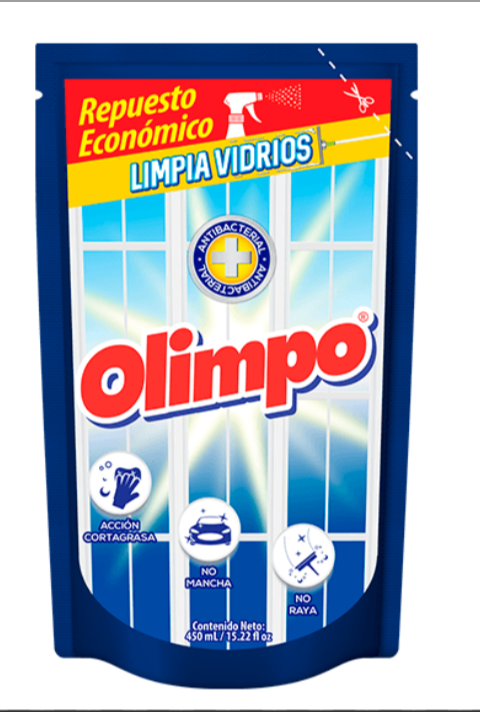 Repuesto
Económico
LIMPIA VIDRIOS
ANTIBACTERIAL
ANTIBACTERIAL
Olimpo®
ACCIÓN
CORTAGRASA
NO
MANCHA
NO
RAYA
Contenido Neto:
450 mL / 15.22 fl oz